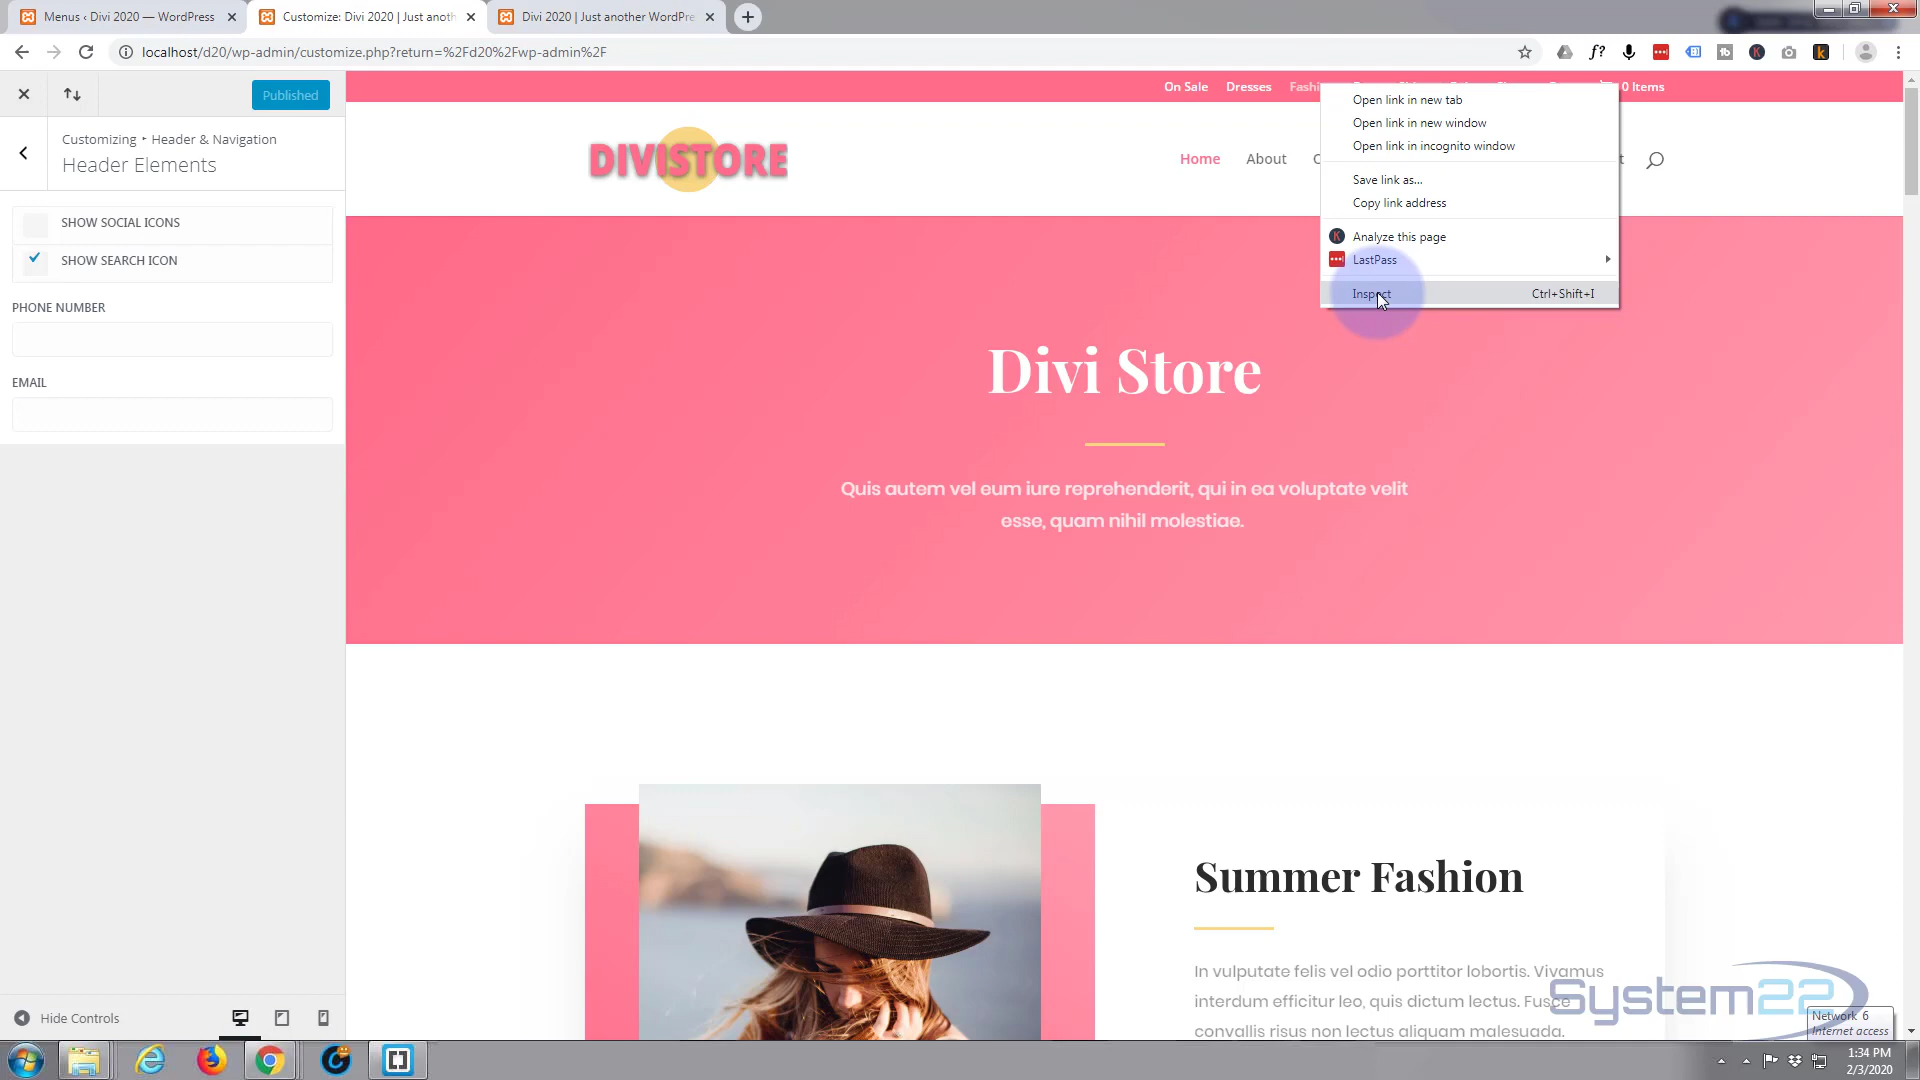 Menus ‹ Divi 2020 — WordPress
Customize: Divi 2020 | Just anoth
Divi 2020 | Just another WordPre
localhost/d20/wp-admin/customize.php?return=%2Fd20%2Fwp-admin%2F
Published
Customizing ▸ Header & Navigation
Header Elements
SHOW SOCIAL ICONS
SHOW SEARCH ICON
PHONE NUMBER
EMAIL
Hide Controls
On Sale Dresses Fashi 0 Items
DIVISTORE
Home About
Open link in new tab
Open link in new window
Open link in incognito window
Save link as...
Copy link address
Analyze this page
LastPass
Inspect Ctrl+Shift+I
Divi Store
Quis autem vel eum iure reprehenderit, qui in ea voluptate velit
esse, quam nihil molestiae.
Summer Fashion
In vulputate felis vel odio porttitor lobortis. Vivamus
interdum efficitur leo, quis dictum lectus. Fusce
convallis risus non lectus aliquam malesuada.
System22
Network 6
Internet access
1:34 PM
2/3/2020